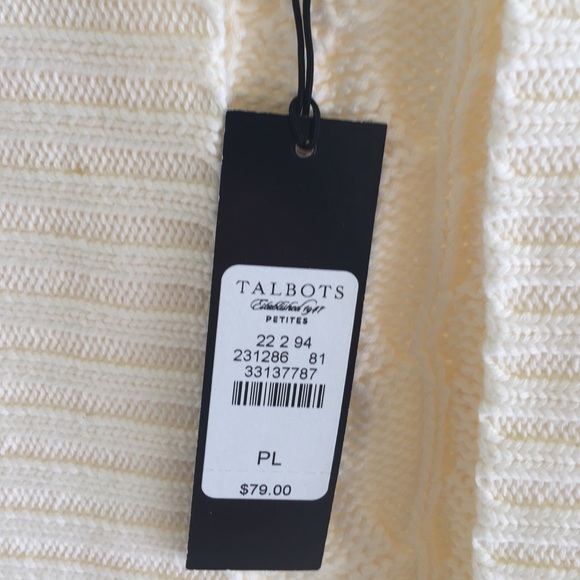 TALBOTS
Established 1947
PETITES
22 2 94
231286 81
33137787
PL
$79.00